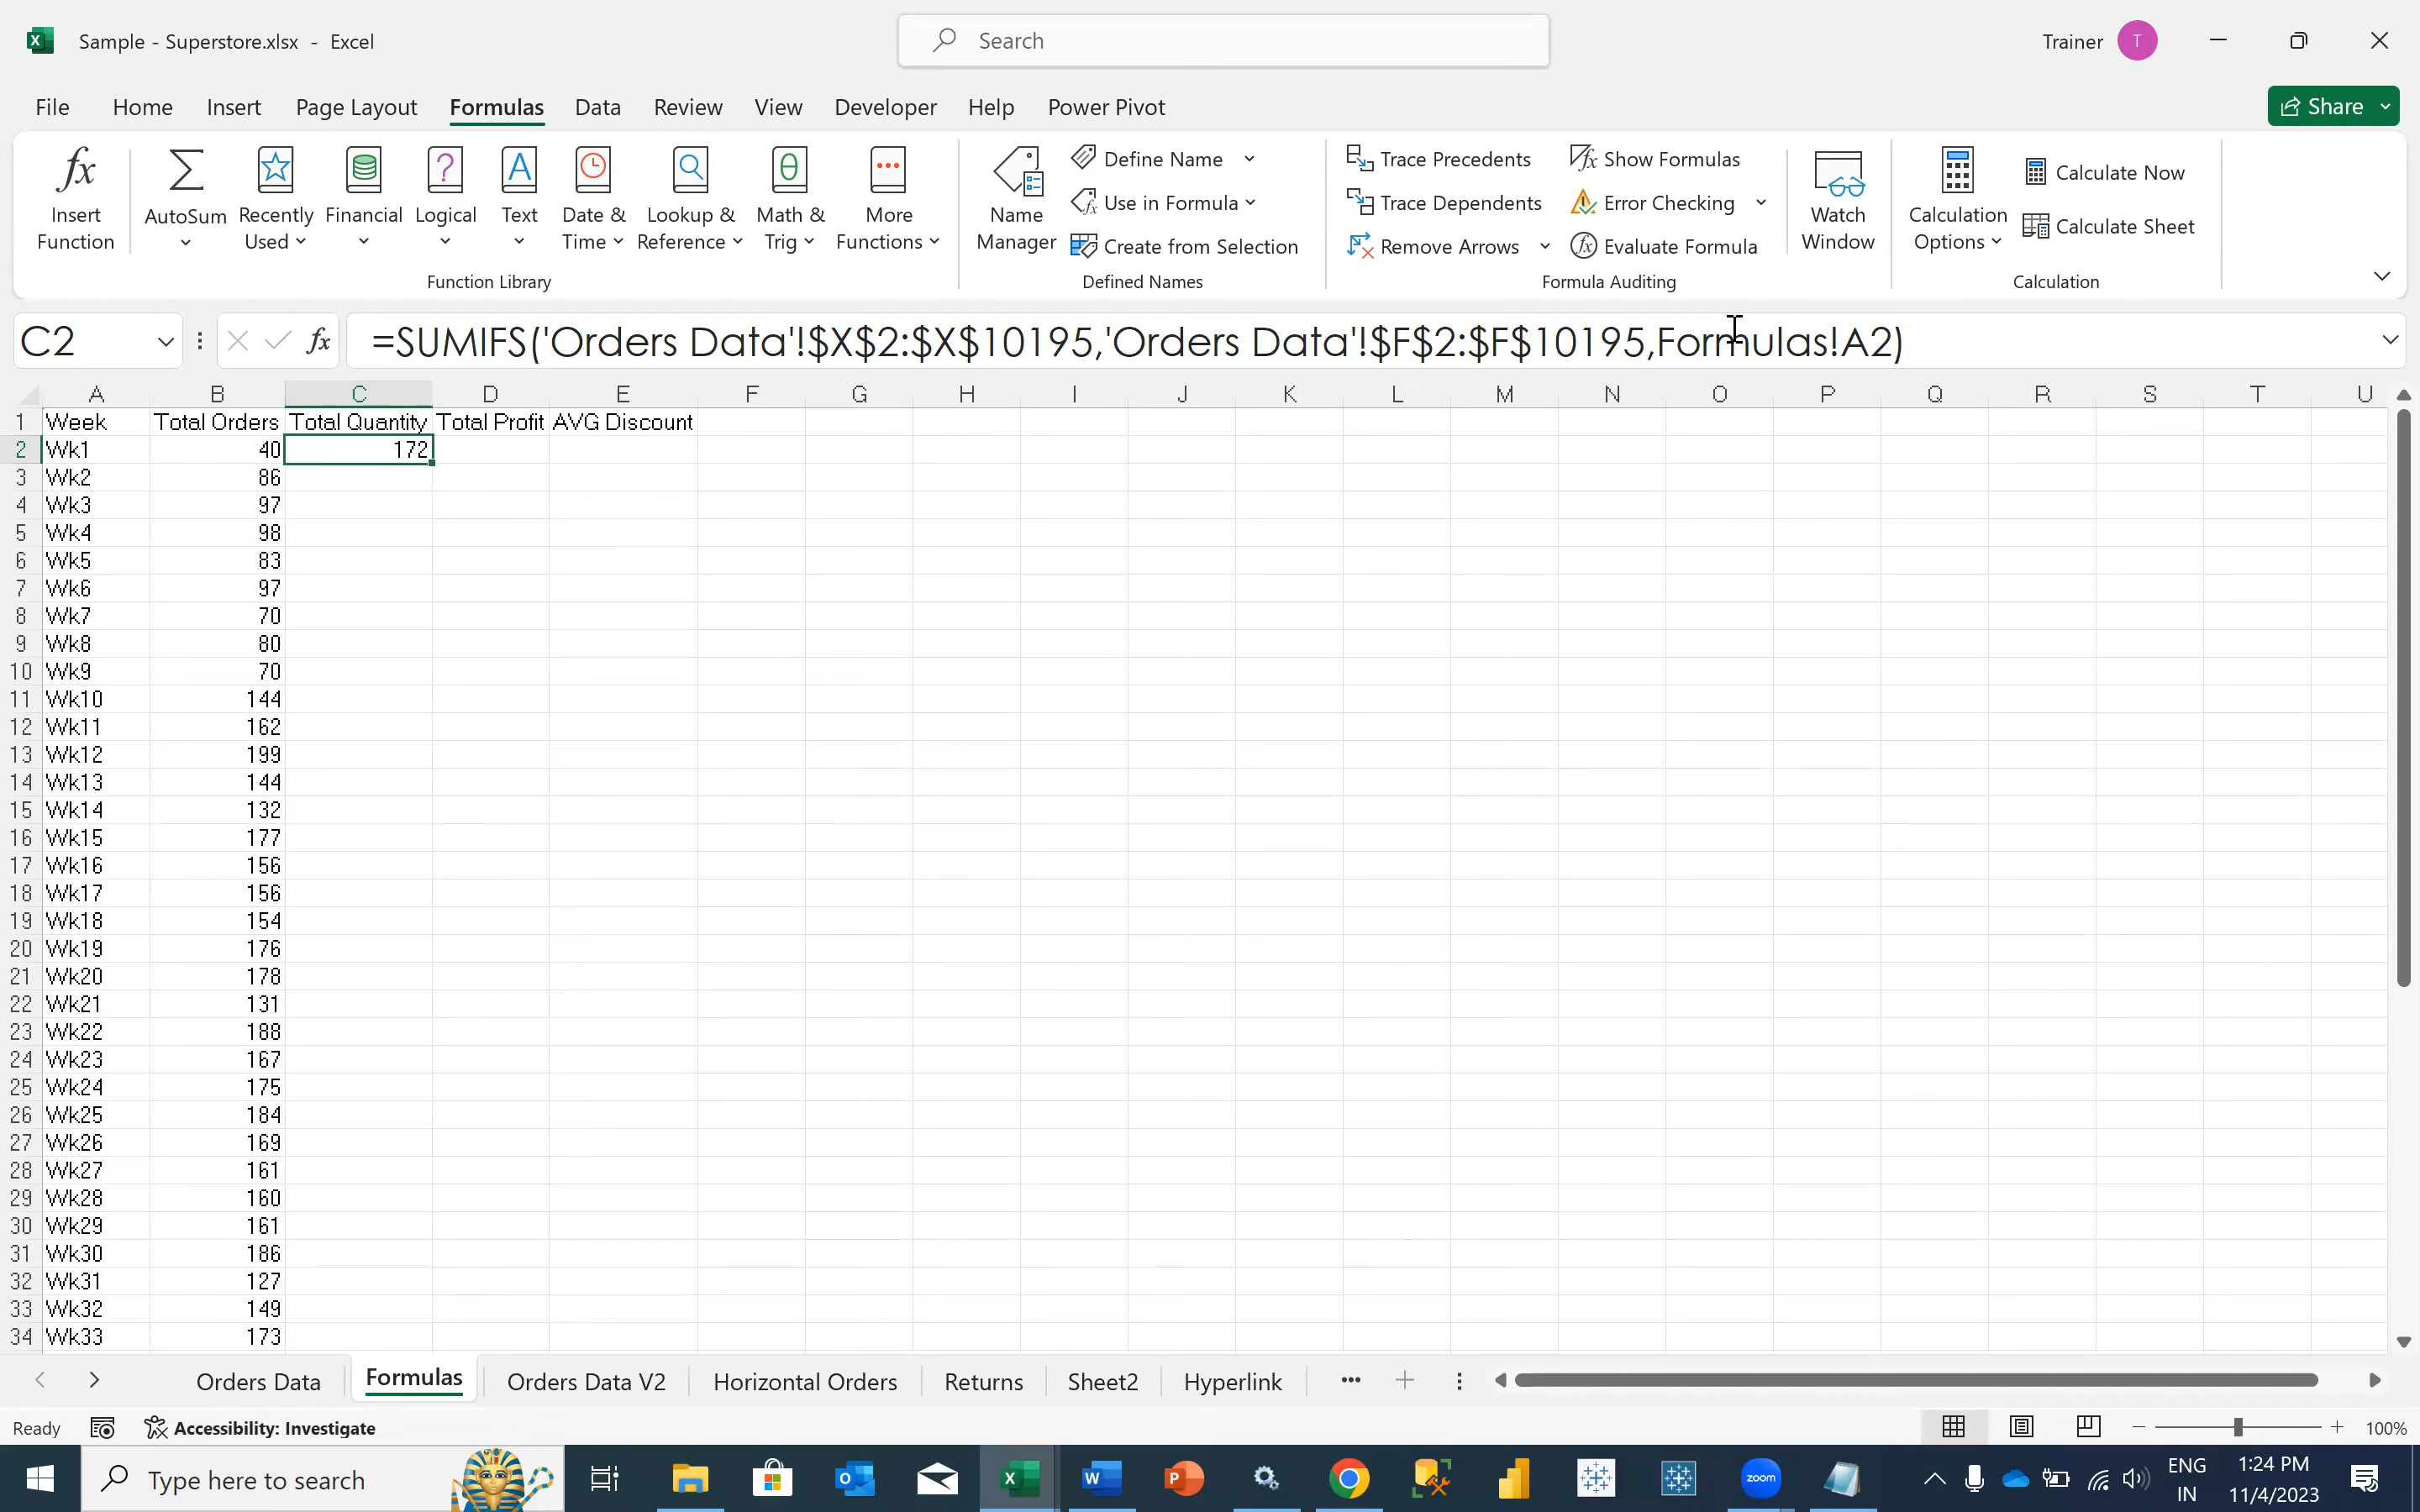 Sample - Superstore.xlsx - Excel
Search
Trainer T
File Home Insert Page Layout Formulas Data Review View Developer Help Power Pivot
Share
Insert Function
AutoSum
Recently Used
Financial
Logical
Text
Date & Time
Lookup & Reference
Math & Trig
More Functions
Function Library
Name Manager
Define Name
Use in Formula
Create from Selection
Defined Names
Trace Precedents
Trace Dependents
Remove Arrows
Show Formulas
Error Checking
Evaluate Formula
Formula Auditing
Watch Window
Calculation Options
Calculate Now
Calculate Sheet
Calculation
C2 fx =SUMIFS('Orders Data'!$X$2:$X$10195,'Orders Data'!$F$2:$F$10195,Formulas!A2)
A B C D E F G H I J K L M N O P Q R S T U
1 Week Total Orders Total Quantity Total Profit AVG Discount
2 Wk1 40 172
3 Wk2 86
4 Wk3 97
5 Wk4 98
6 Wk5 83
7 Wk6 97
8 Wk7 70
9 Wk8 80
10 Wk9 70
11 Wk10 144
12 Wk11 162
13 Wk12 199
14 Wk13 144
15 Wk14 132
16 Wk15 177
17 Wk16 156
18 Wk17 156
19 Wk18 154
20 Wk19 176
21 Wk20 178
22 Wk21 131
23 Wk22 188
24 Wk23 167
25 Wk24 175
26 Wk25 184
27 Wk26 169
28 Wk27 161
29 Wk28 160
30 Wk29 161
31 Wk30 186
32 Wk31 127
33 Wk32 149
34 Wk33 173
Orders Data Formulas Orders Data V2 Horizontal Orders Returns Sheet2 Hyperlink
Ready Accessibility: Investigate 100%
Type here to search
zoom
ENG
IN
1:24 PM
11/4/2023